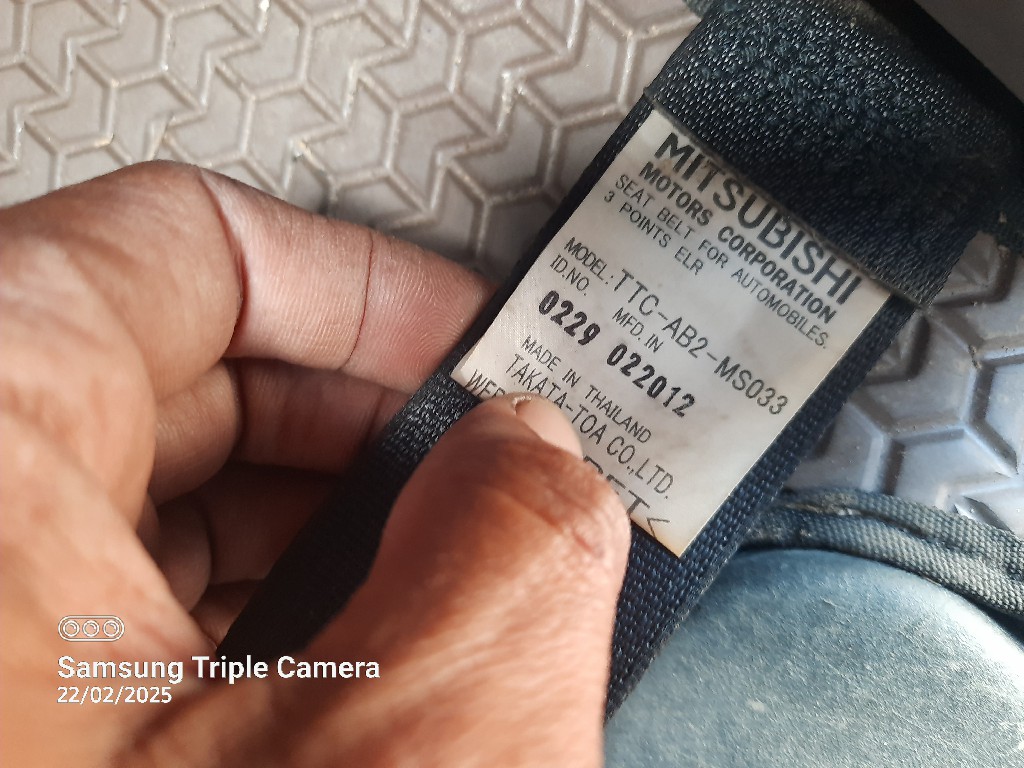 MITSUBISHI
MOTORS CORPORATION
SEAT BELT FOR AUTOMOBILES.
3 POINTS ELR
MODEL: TTC-AB2-MS033
ID.NO. MFD. IN
0229 022012
MADE IN THAILAND
TAKATA-TOA CO.,LTD.
Samsung Triple Camera
22/02/2025